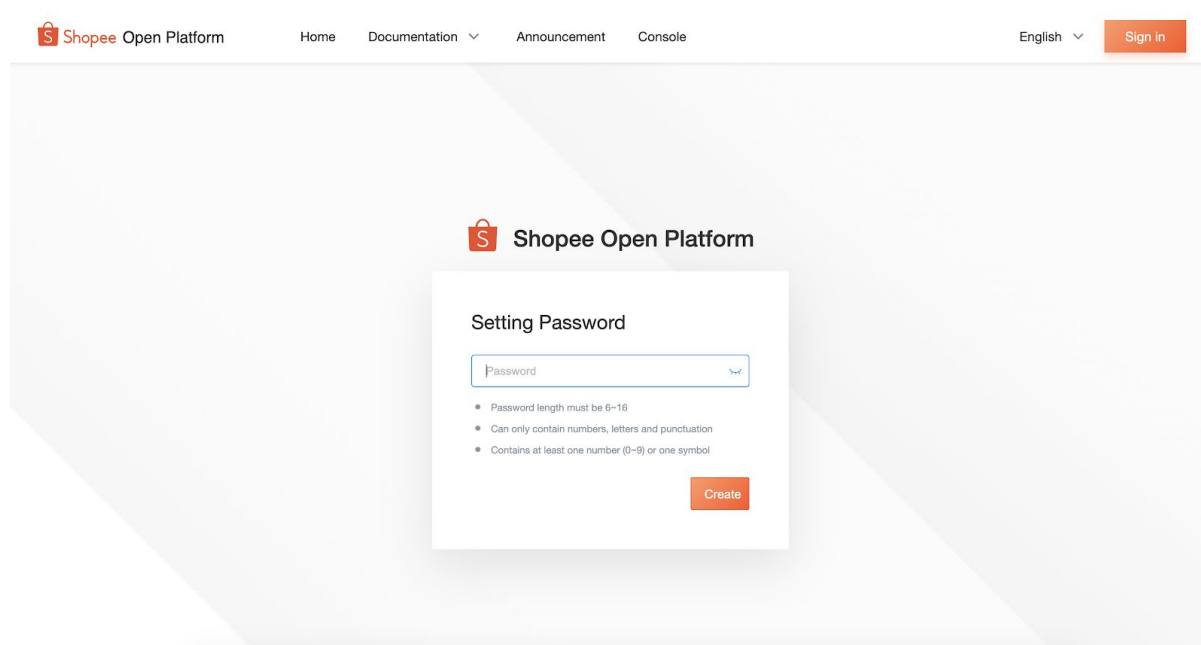 Shopee Open Platform Home Documentation Announcement Console English Sign in
Shopee Open Platform
Setting Password
Password
Password length must be 6~16
Can only contain numbers, letters and punctuation
Contains at least one number (0~9) or one symbol
Create